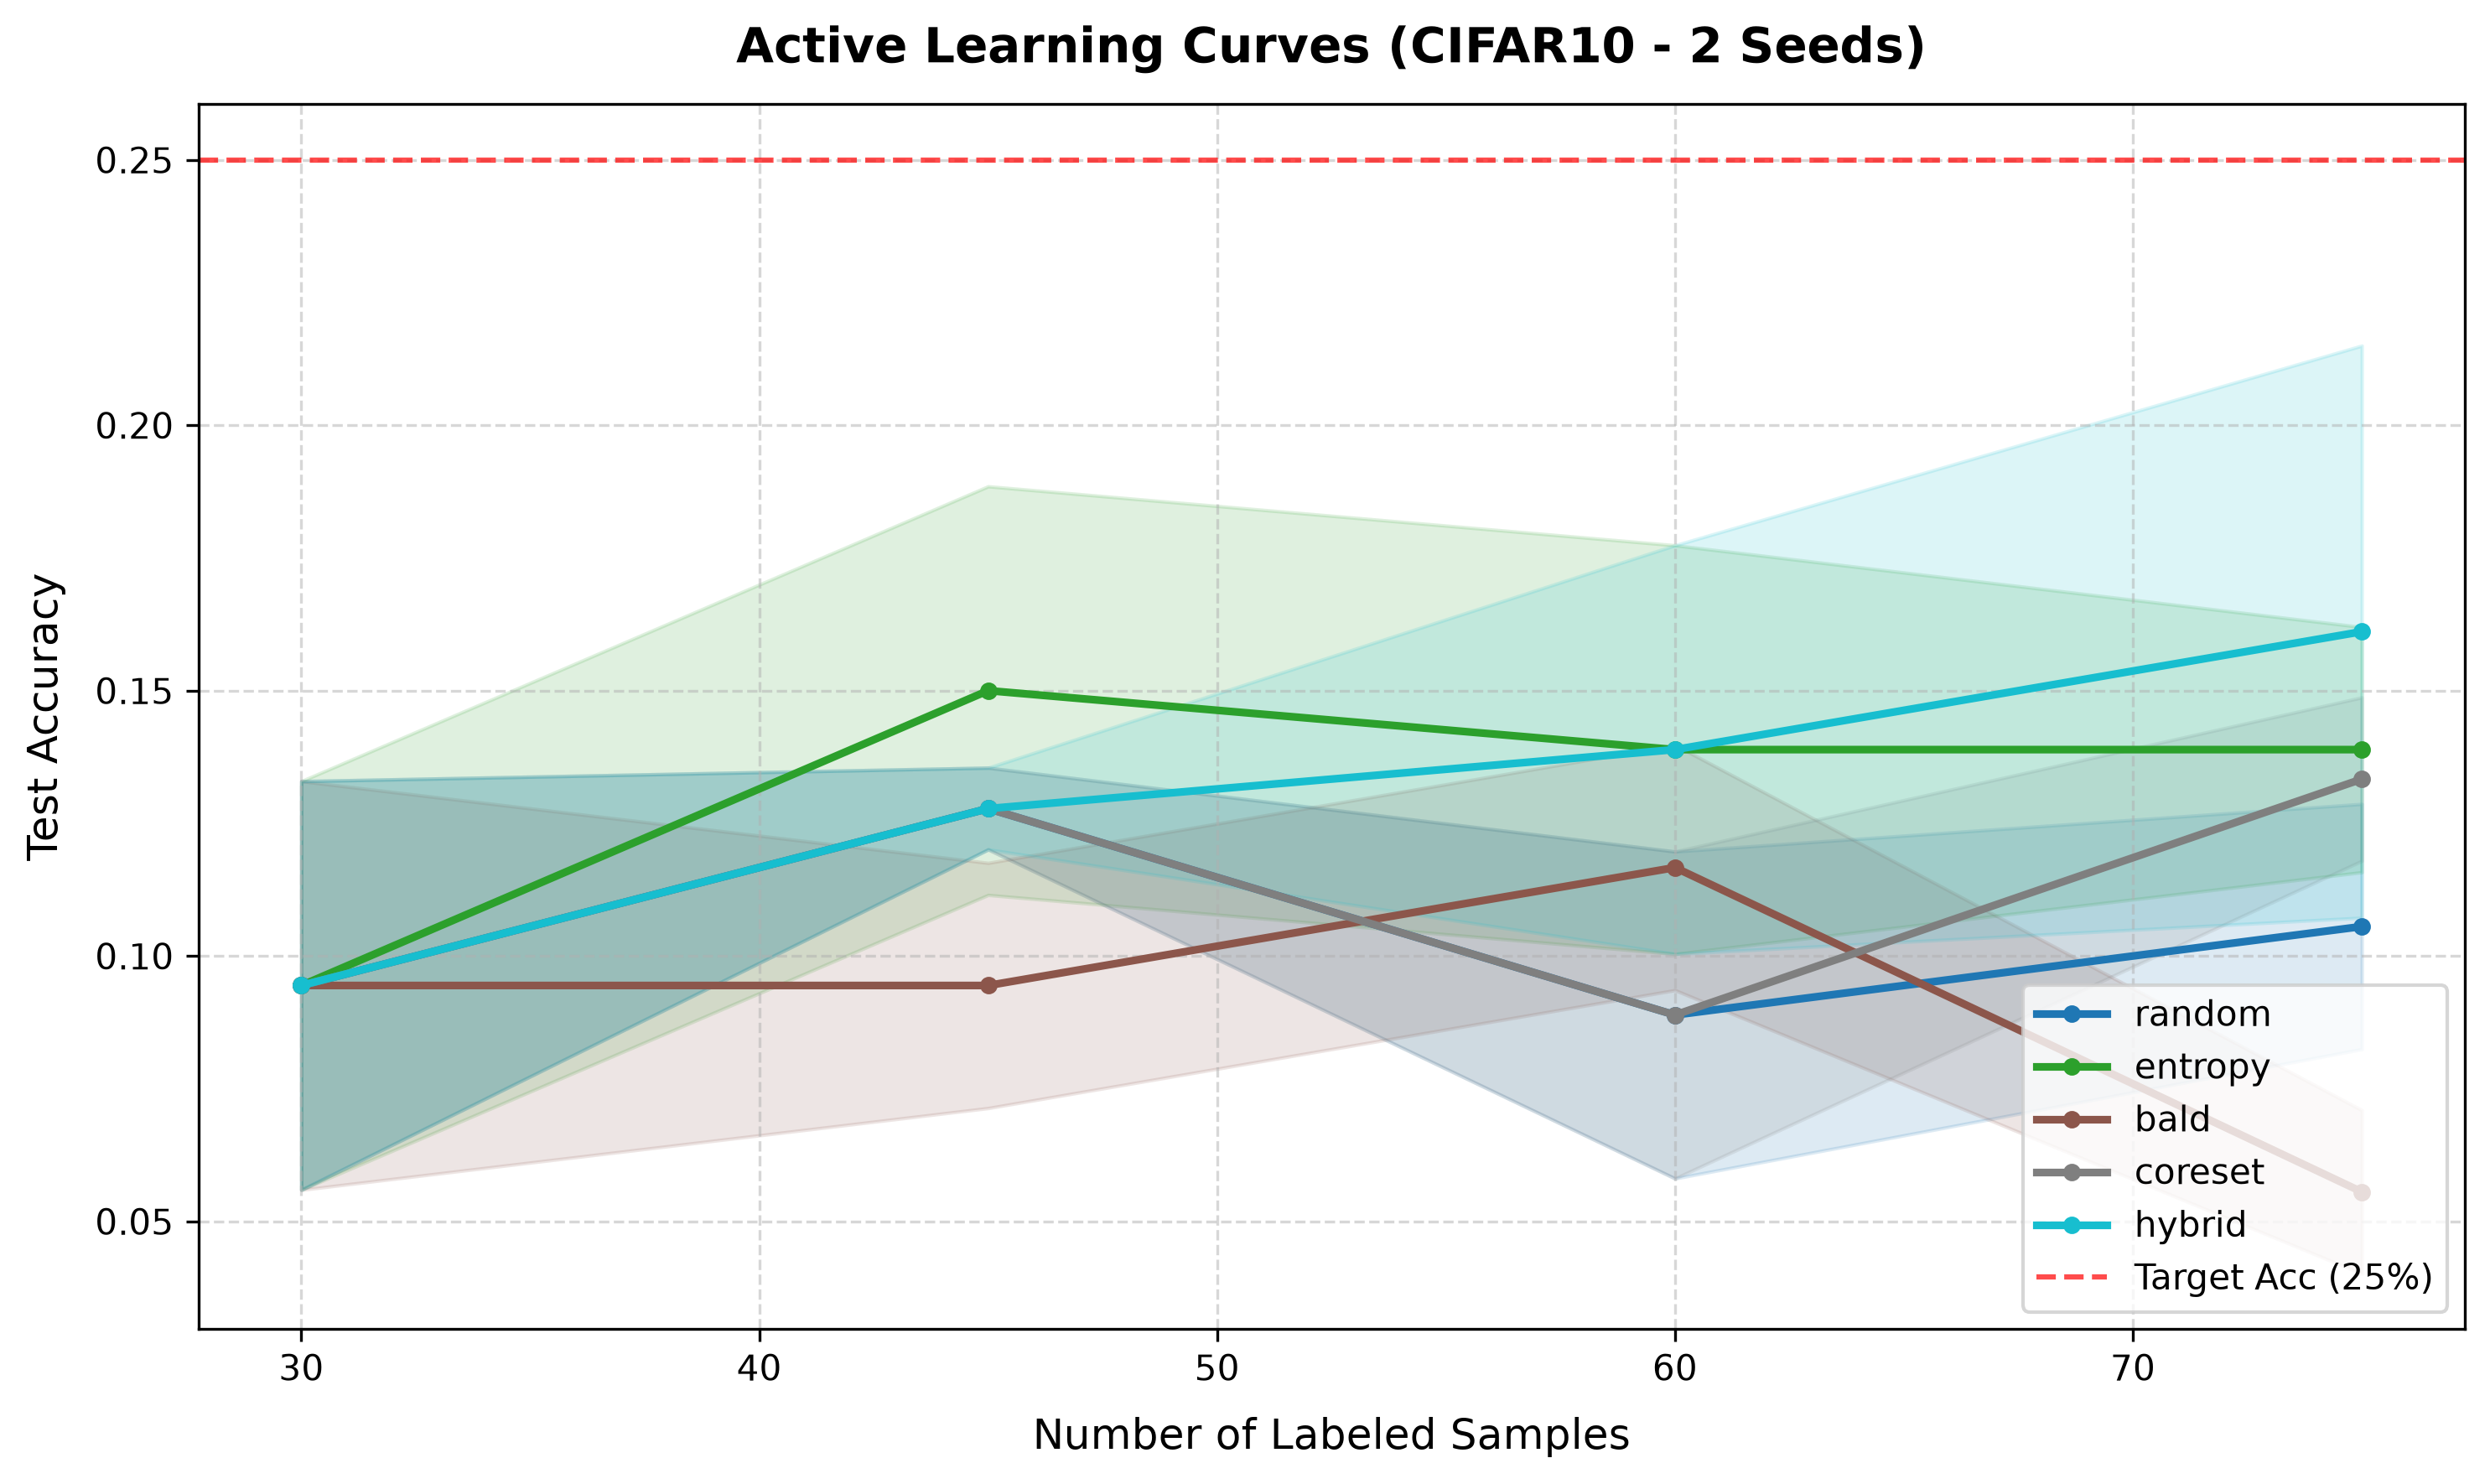 Active Learning Curves (CIFAR10 - 2 Seeds)
Test Accuracy
0.25
0.20
0.15
0.10
0.05
random
entropy
bald
coreset
hybrid
Target Acc (25%)
30 40 50 60 70
Number of Labeled Samples